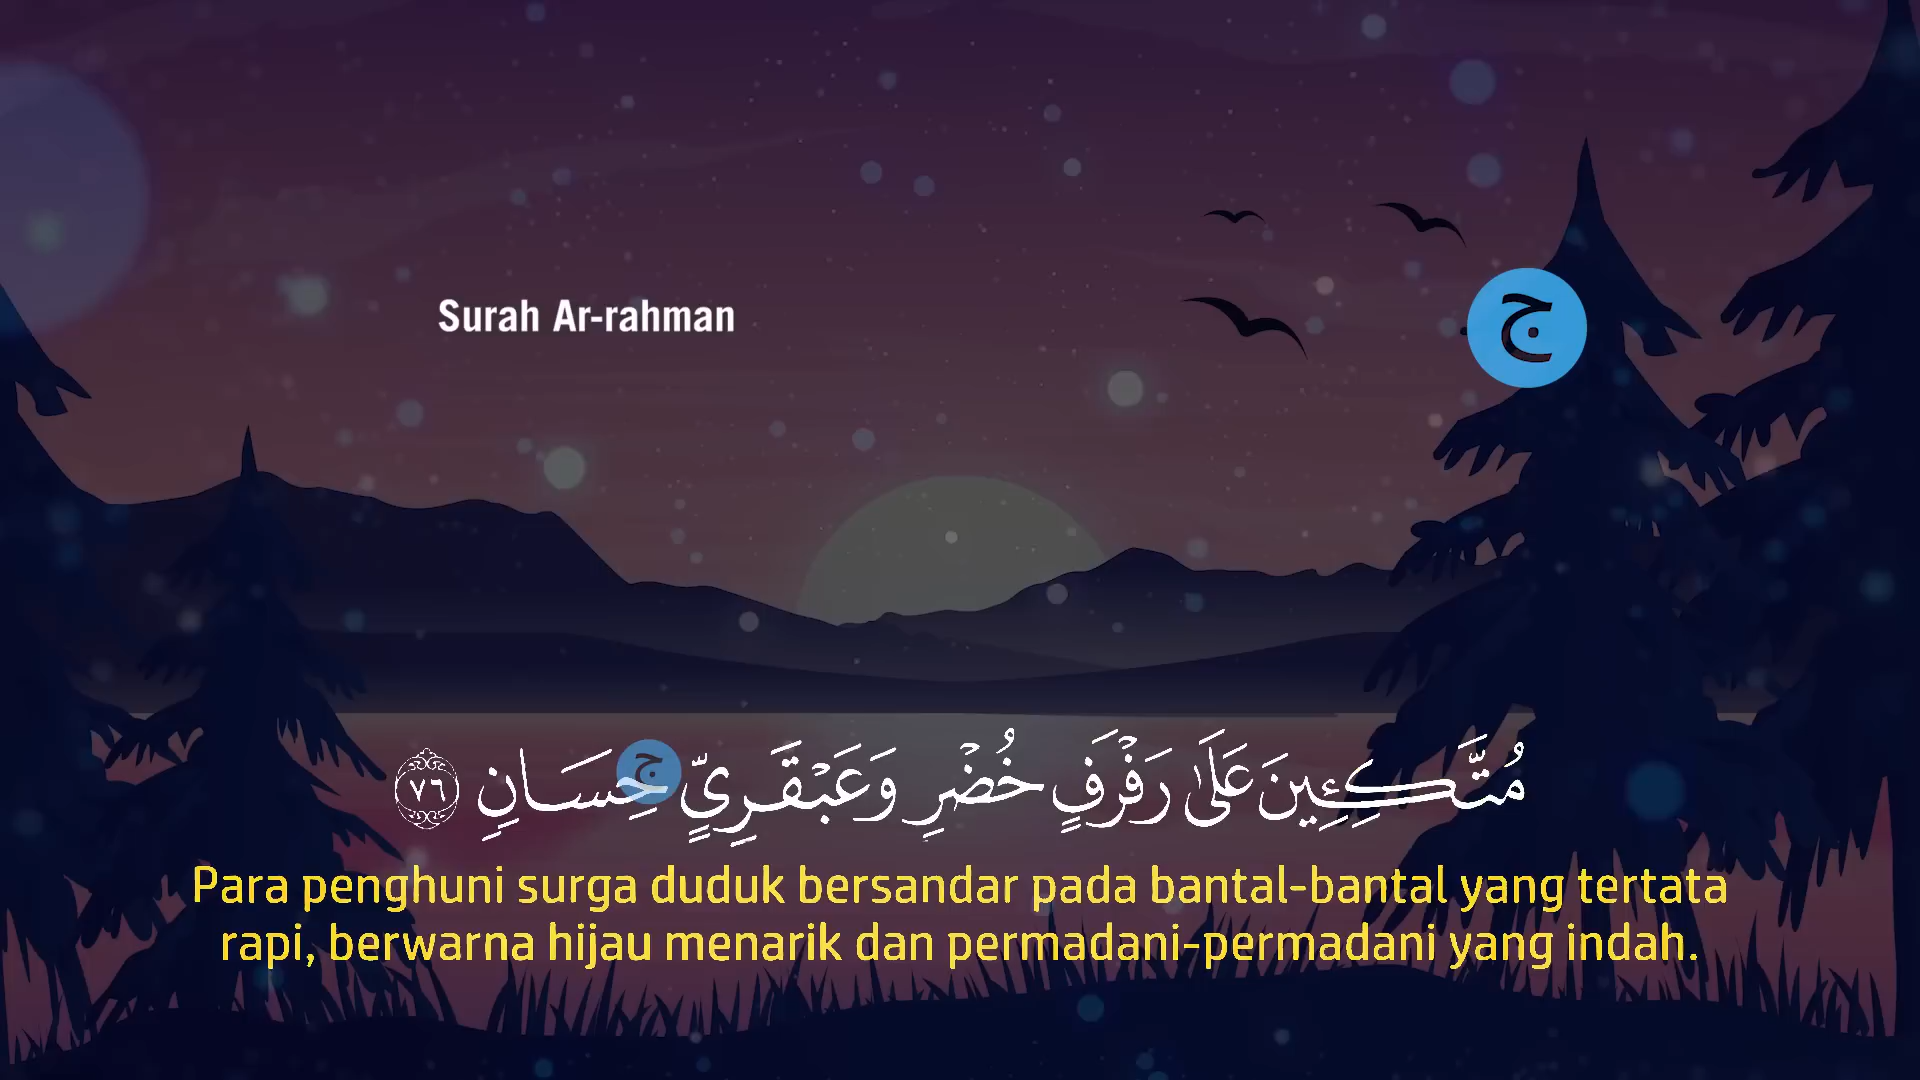 Surah Ar-rahman
ج
مُتَّكِـِٕينَ عَلَىٰ رَفْرَفٍ خُضْرٍ وَعَبْقَرِيٍّ حِسَانٍ ٧٦
ج
Para penghuni surga duduk bersandar pada bantal-bantal yang tertata
rapi, berwarna hijau menarik dan permadani-permadani yang indah.